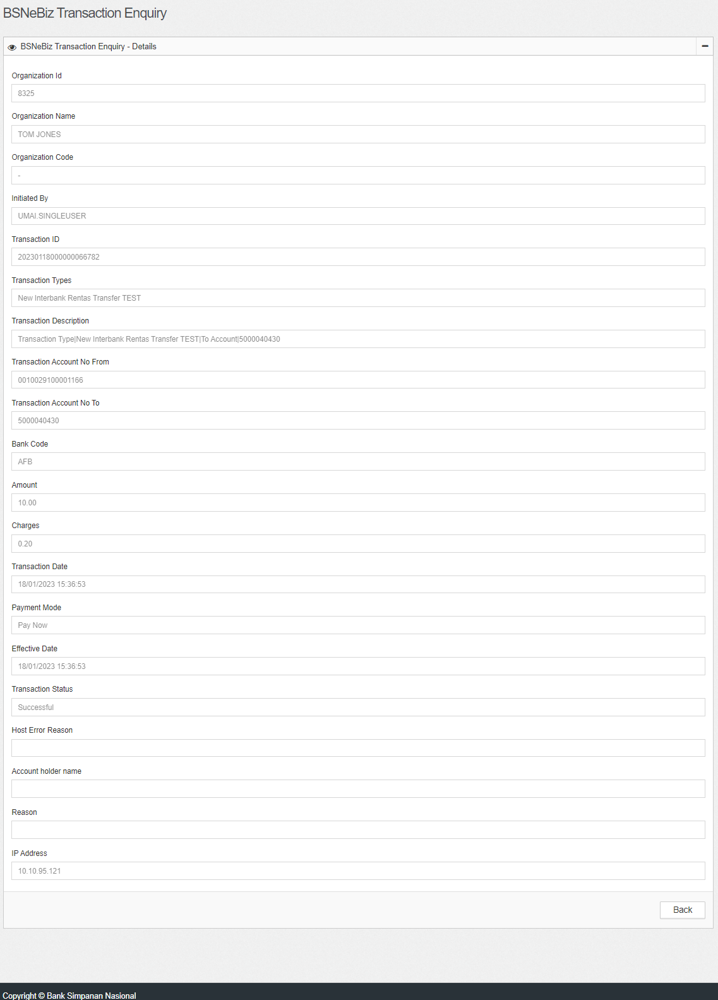 BSNeBiz Transaction Enquiry
BSNeBiz Transaction Enquiry - Details
Organization Id
8325
Organization Name
TOM JONES
Organization Code
-
Initiated By
UMAI.SINGLEUSER
Transaction ID
20230118000000066782
Transaction Types
New Interbank Rentas Transfer TEST
Transaction Description
Transaction Type|New Interbank Rentas Transfer TEST|To Account|5000040430
Transaction Account No From
0010029100001166
Transaction Account No To
5000040430
Bank Code
AFB
Amount
10.00
Charges
0.20
Transaction Date
18/01/2023 15:36:53
Payment Mode
Pay Now
Effective Date
18/01/2023 15:36:53
Transaction Status
Successful
Host Error Reason
Account holder name
Reason
IP Address
10.10.95.121
Back
Copyright © Bank Simpanan Nasional